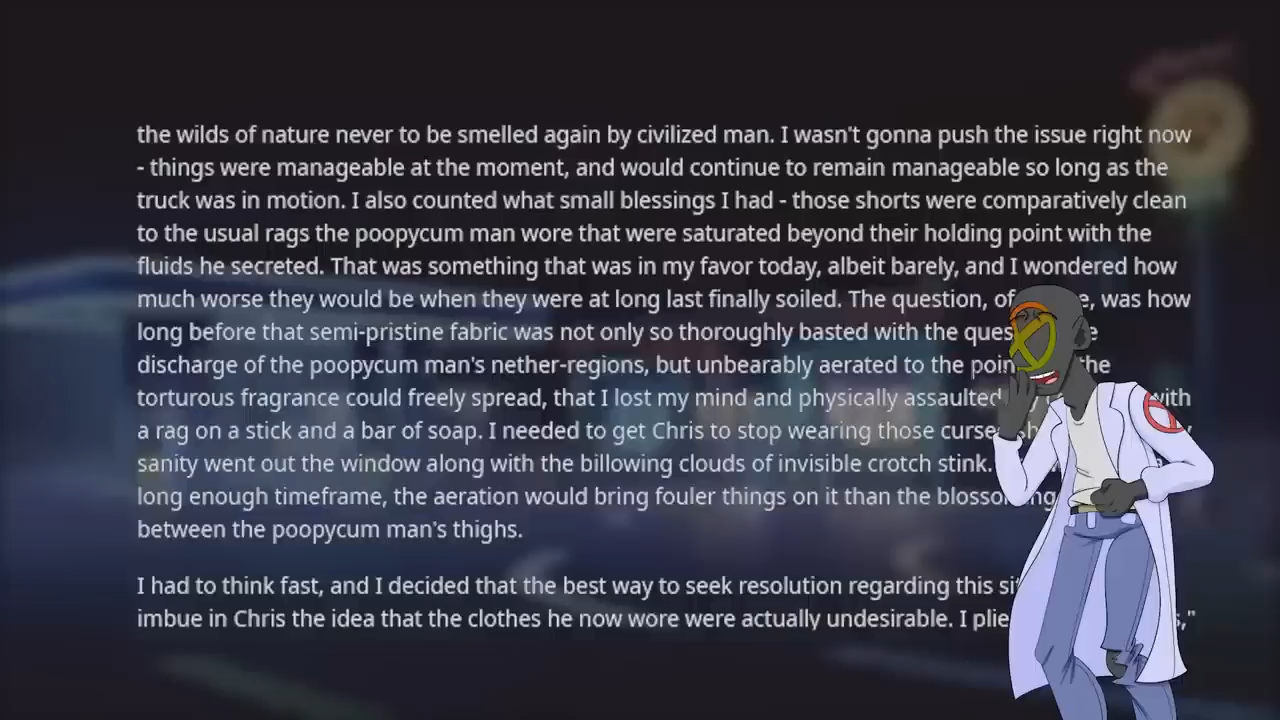 the wilds of nature never to be smelled again by civilized man. I wasn't gonna push the issue right now
- things were manageable at the moment, and would continue to remain manageable so long as the
truck was in motion. I also counted what small blessings I had - those shorts were comparatively clean
to the usual rags the poopycum man wore that were saturated beyond their holding point with the
fluids he secreted. That was something that was in my favor today, albeit barely, and I wondered how
much worse they would be when they were at long last finally soiled. The question, of was how
long before that semi-pristine fabric was not only so thoroughly basted with the
discharge of the poopycum man's nether-regions, but unbearably aerated to the the
torturous fragrance could freely spread, that I lost my mind and physically assaulted with
a rag on a stick and a bar of soap. I needed to get Chris to stop wearing those
sanity went out the window along with the billowing clouds of invisible crotch stink.
long enough timeframe, the aeration would bring fouler things on it than the
between the poopycum man's thighs.
I had to think fast, and I decided that the best way to seek resolution regarding this
imbue in Chris the idea that the clothes he now wore were actually undesirable. I